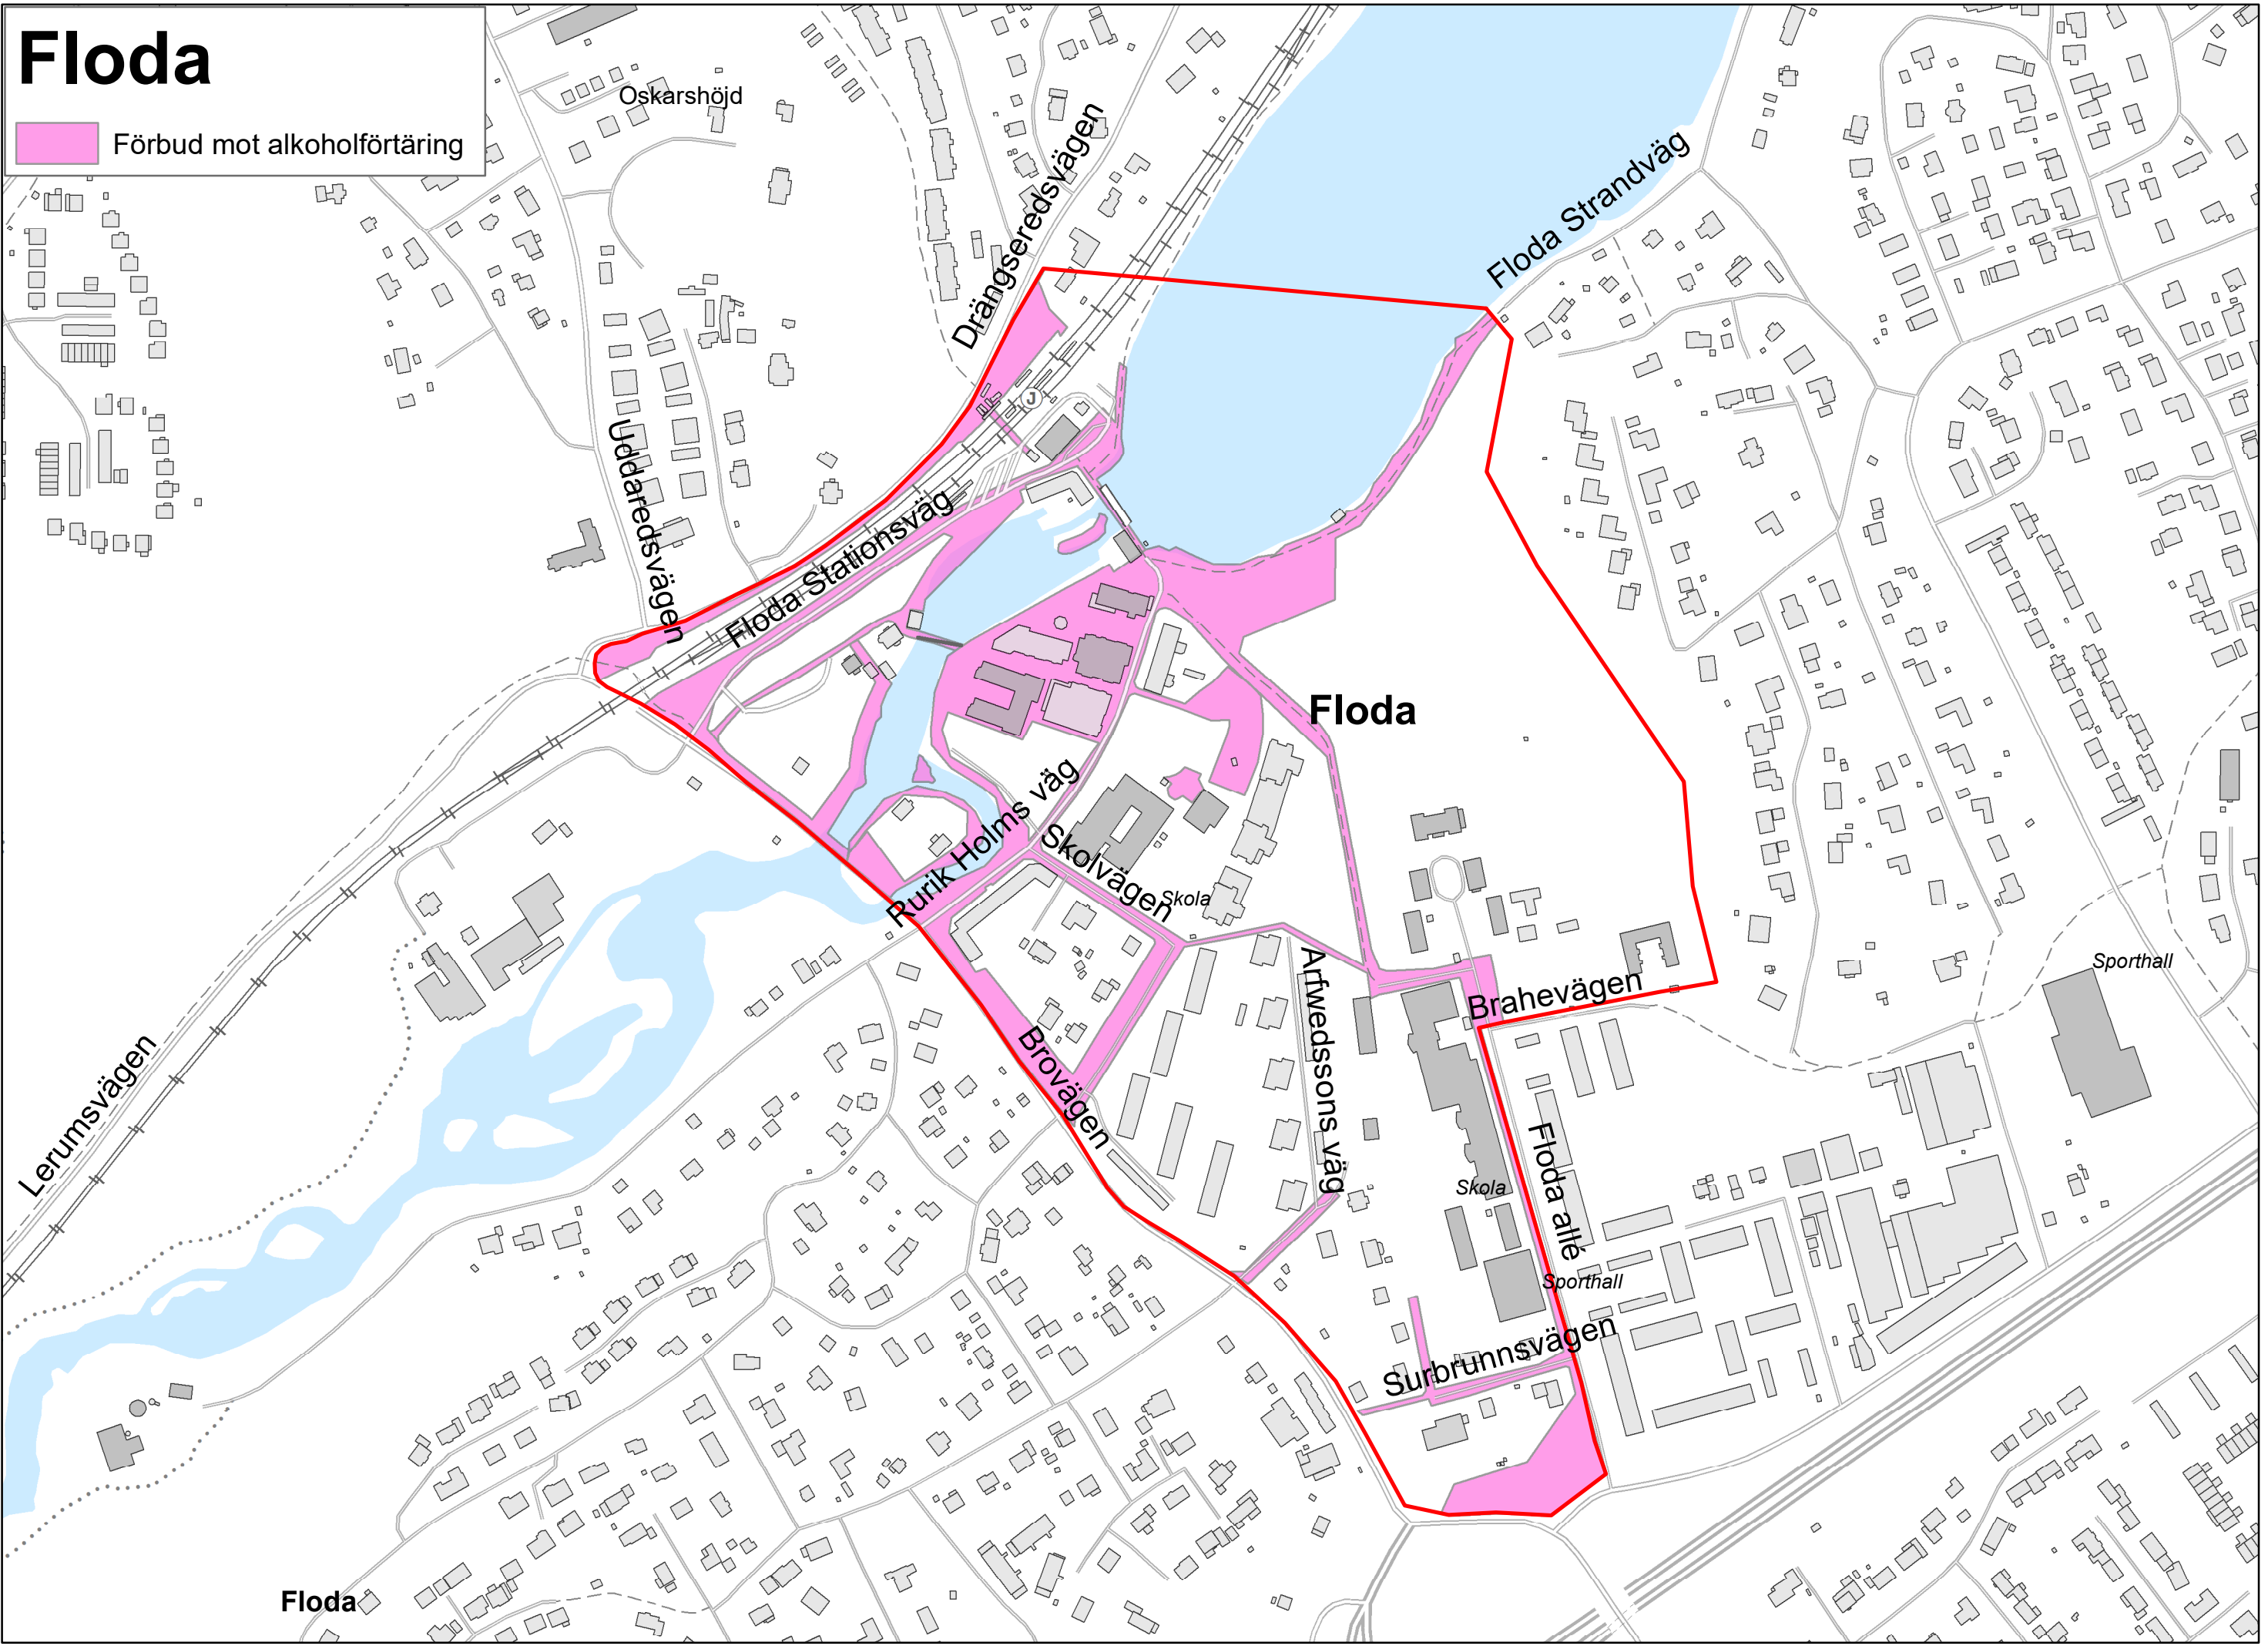 Floda
Förbud mot alkoholförtäring
Oskarshöjd
Drängseredsvägen
Floda Strandväg
J
Uddaredsvägen
Floda Stationsväg
Floda
Rurik Holms väg
Skolvägen
Skola
Arfwedssons väg
Brahevägen
Sporthall
Lerumsvägen
Brovägen
Floda allé
Skola
Sporthall
Surbrunnsvägen
Floda